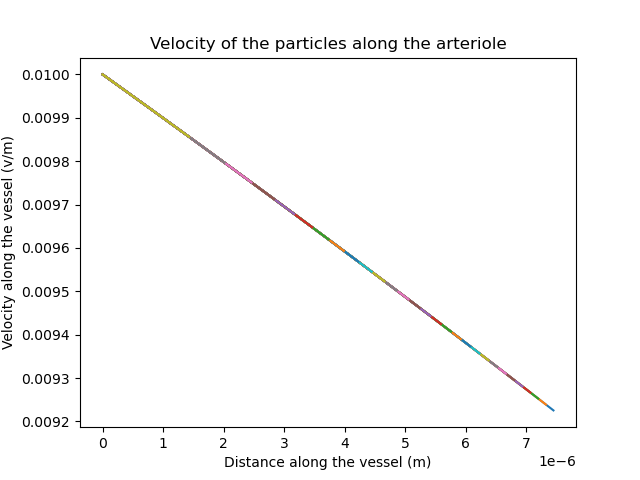 Velocity of the particles along the arteriole
Velocity along the vessel (v/m)
0.0100
0.0099
0.0098
0.0097
0.0096
0.0095
0.0094
0.0093
0.0092
0 1 2 3 4 5 6 7
1e−6
Distance along the vessel (m)